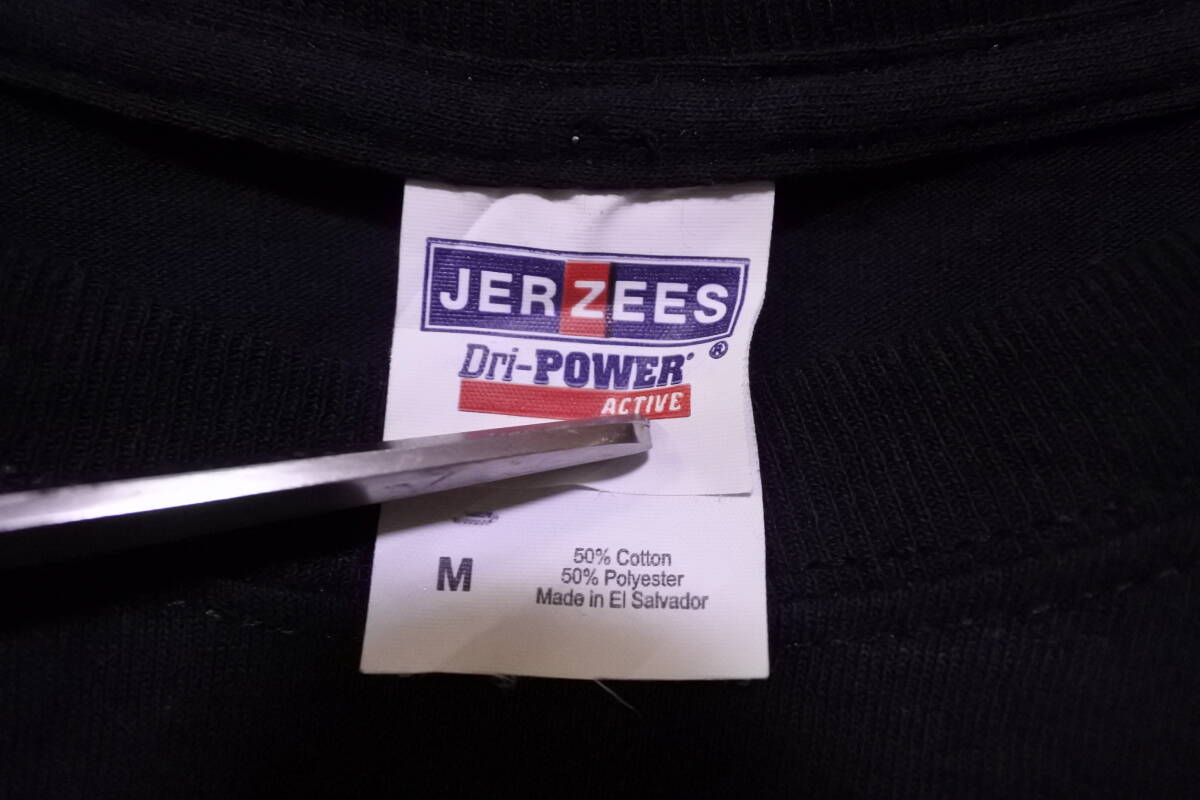 JERZEES
®
Dri-POWER
ACTIVE
M
50% Cotton
50% Polyester
Made in El Salvador